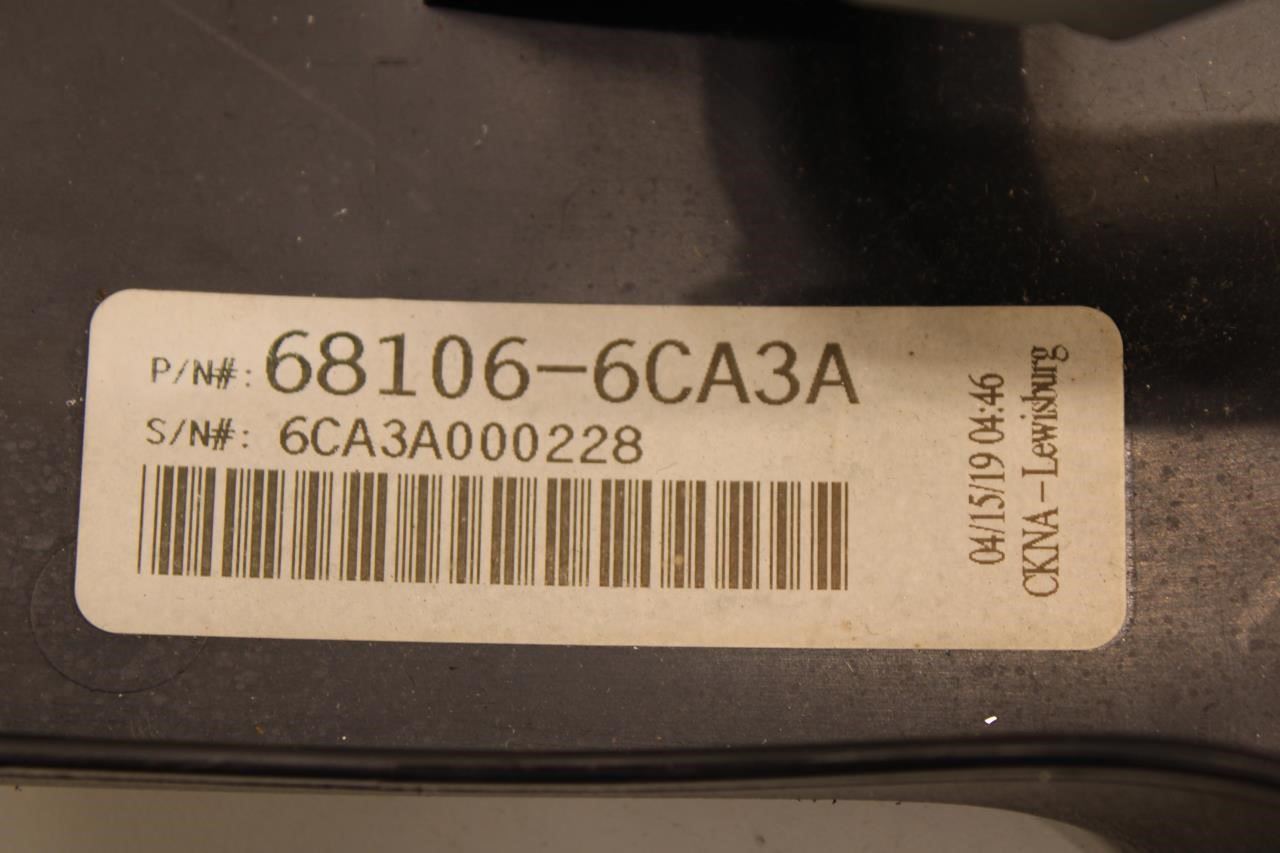 P/N#: 68106-6CA3A
S/N#: 6CA3A000228
04/15/19 04:46
CKNA-Lewisburg